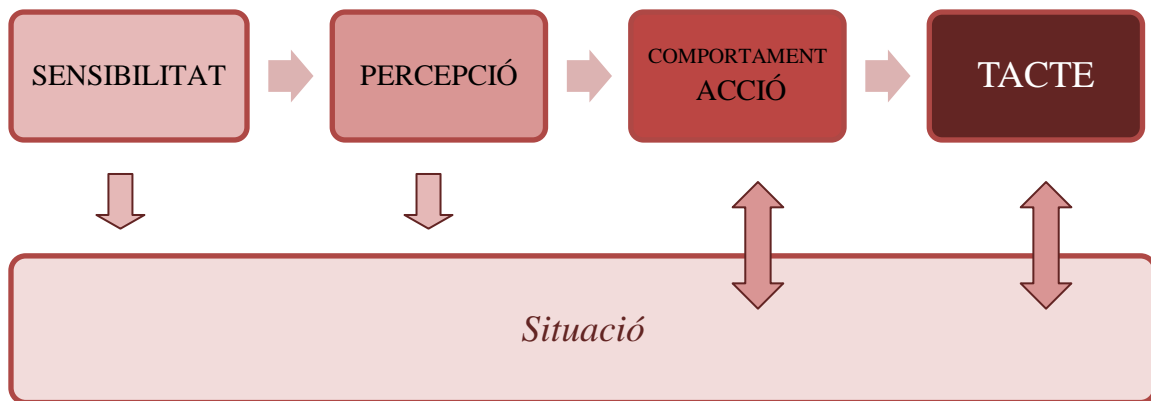 SENSIBILITAT
PERCEPCIÓ
COMPORTAMENT
ACCIÓ
TACTE
Situació